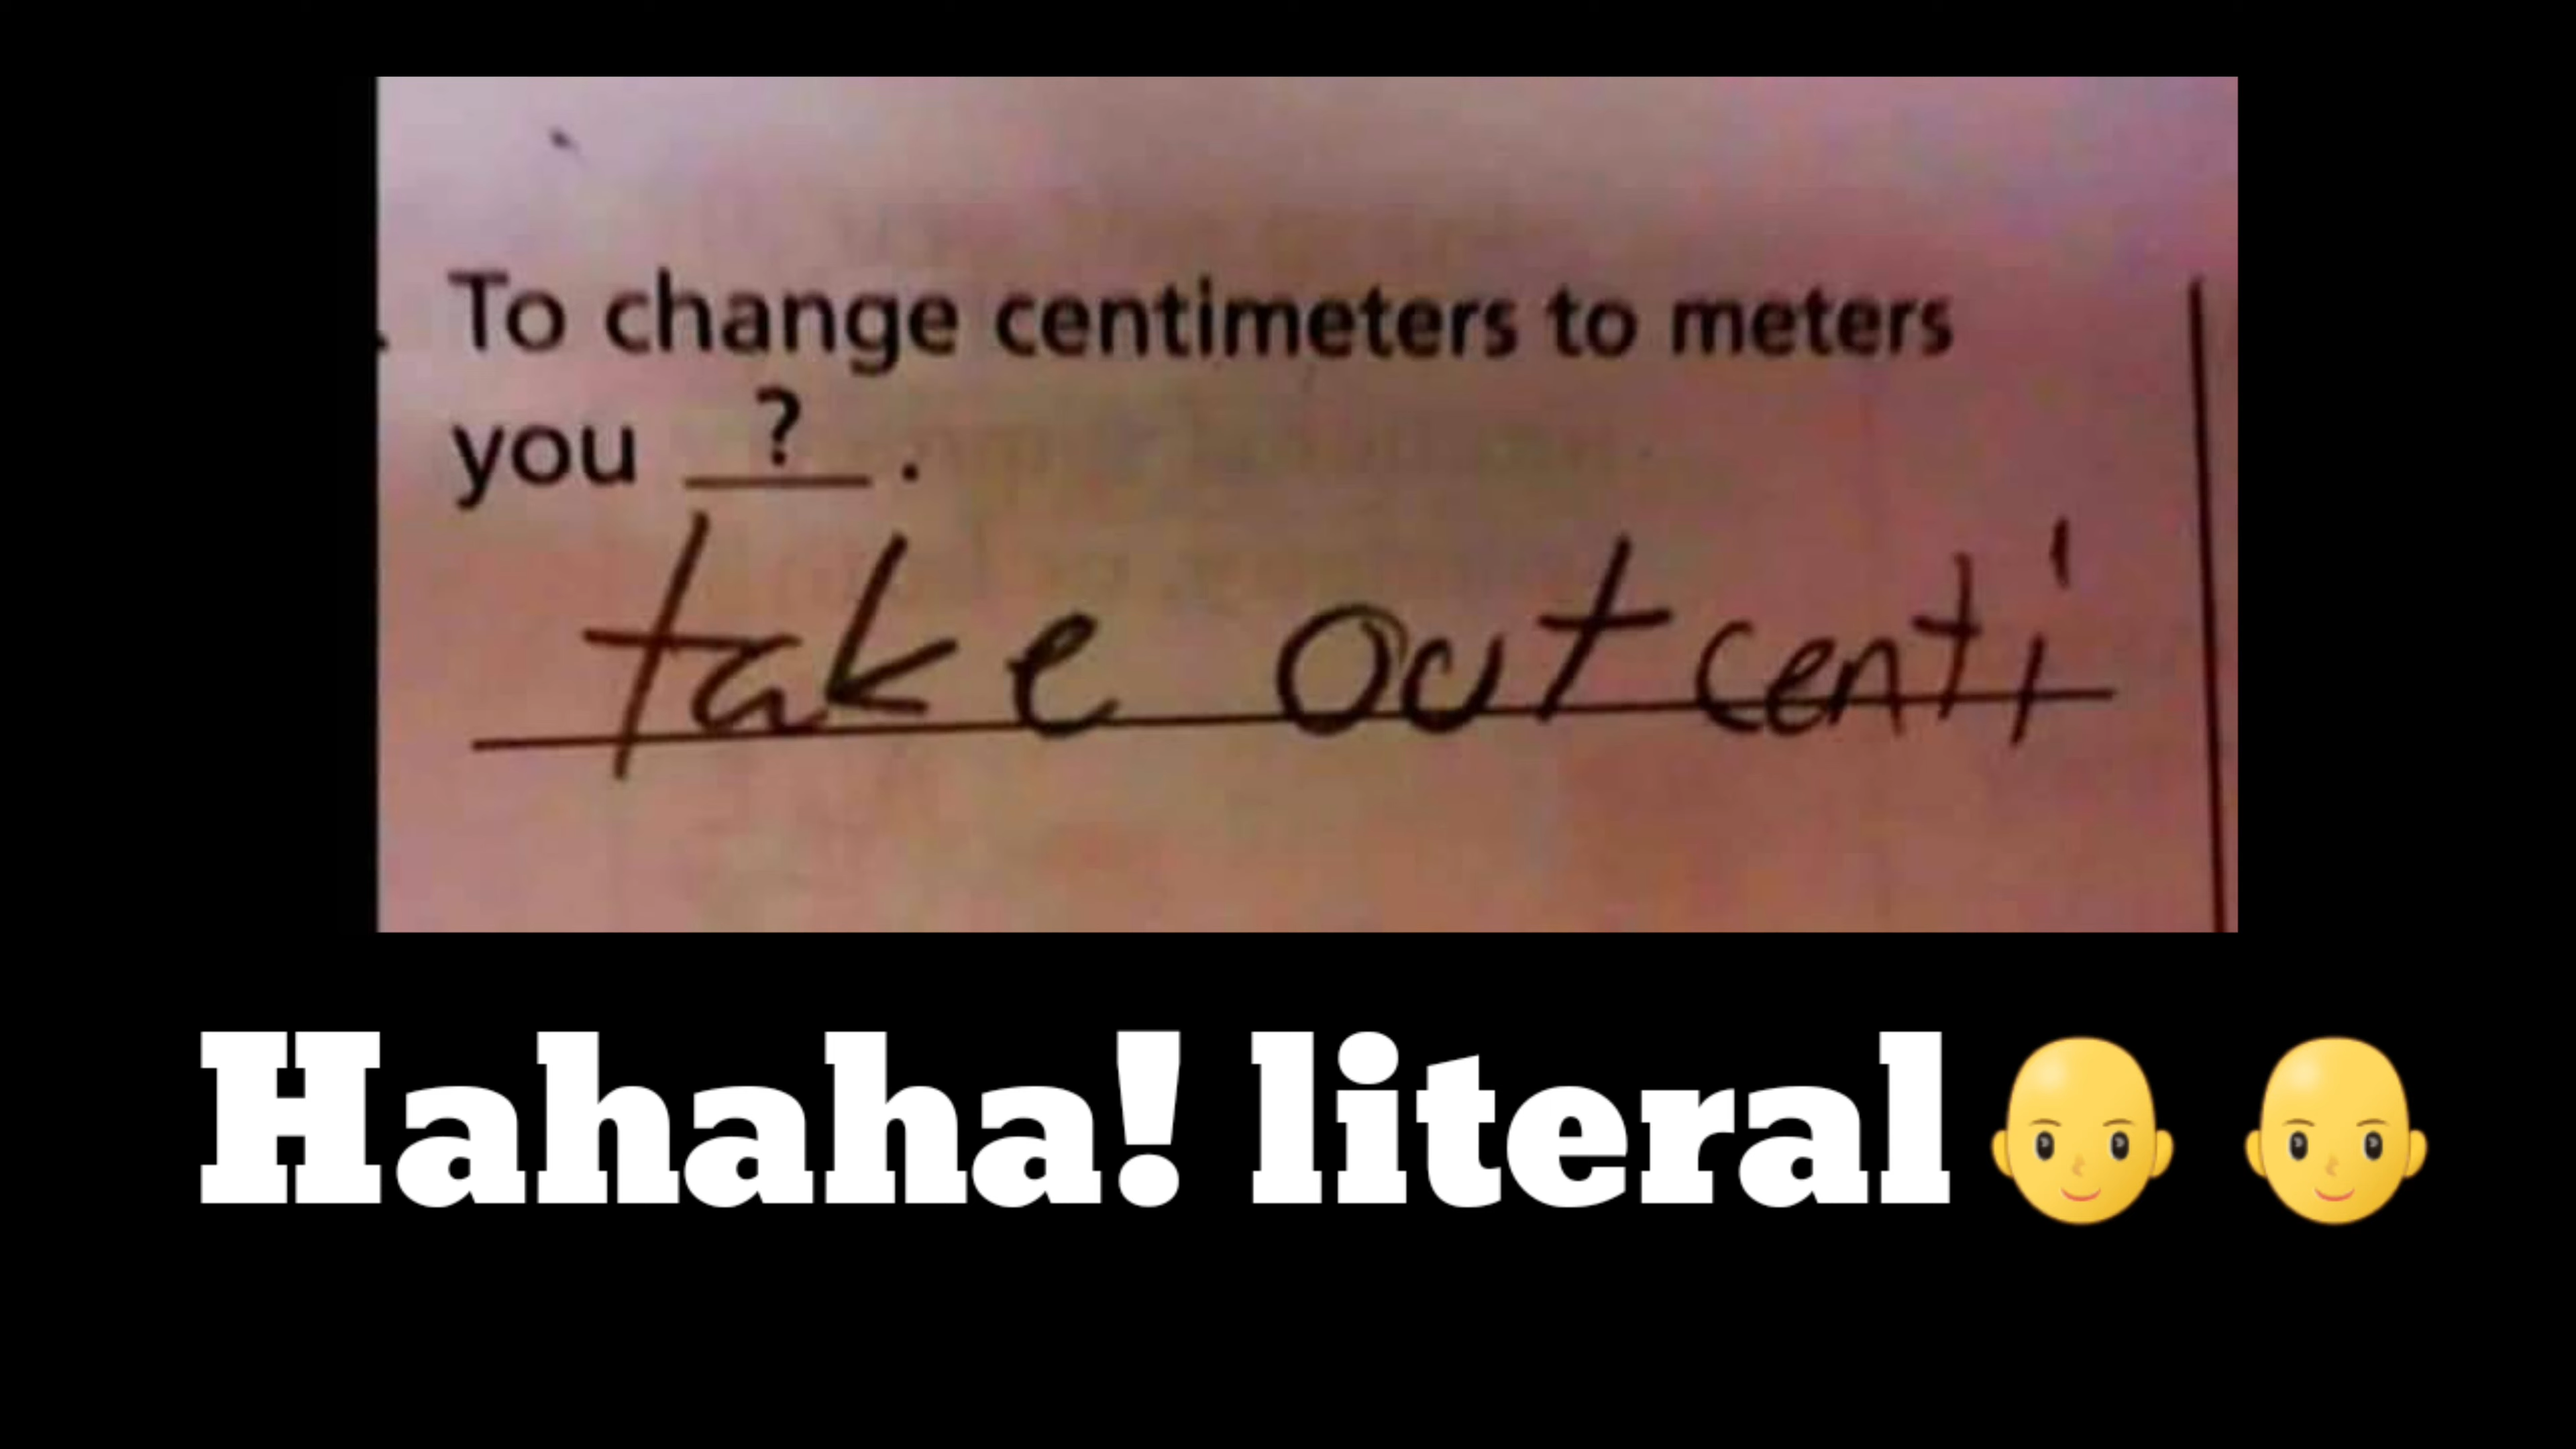 To change centimeters to meters
you ? .
take out centi
Hahaha! literal👩‍🦲👩‍🦲